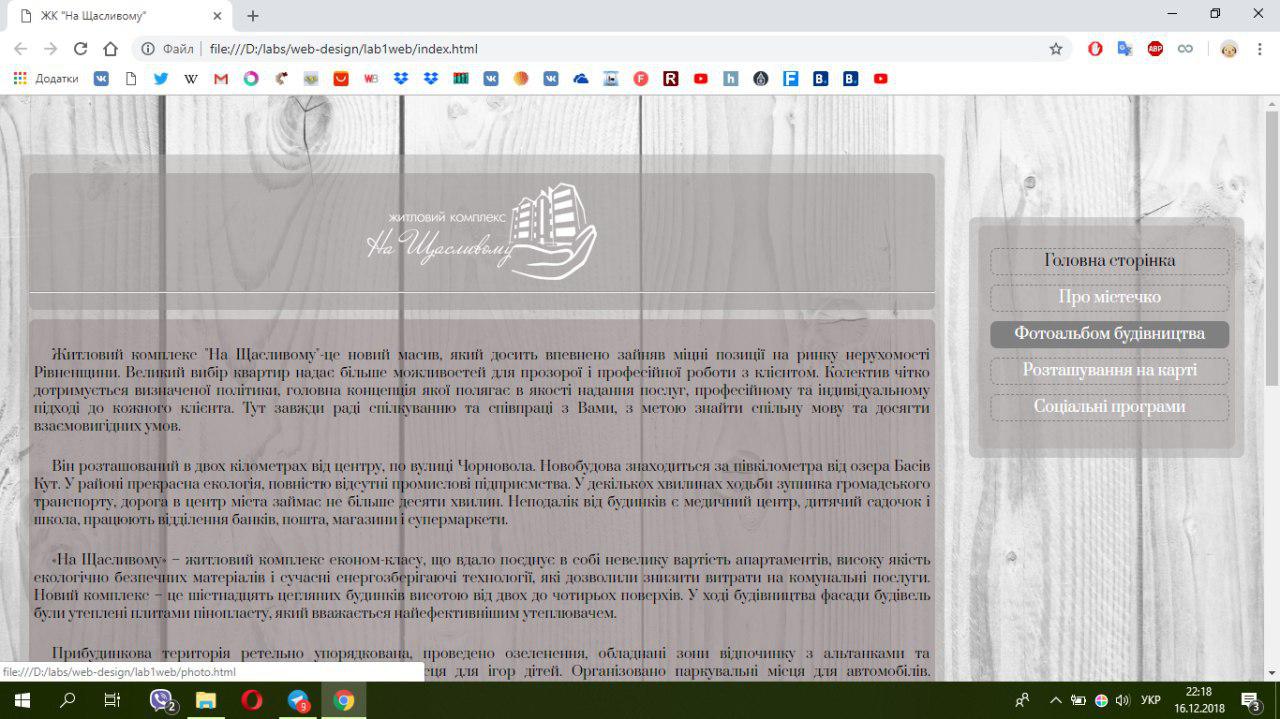 ЖК "На Щасливому"
Файл
file:///D:/labs/web-design/lab1web/index.html
Додатки
житловий комплекс
На Щасливому
Головна сторінка
Про містечко
Фотоальбом будівництва
Розташування на карті
Соціальні програми
Житловий комплекс "На Щасливому"-це новий масив, який досить впевнено зайняв міцні позиції на ринку нерухомості
Рівненщини. Великий вибір квартир надає більше можливостей для прозорої і професійної роботи з клієнтом. Колектив чітко
дотримується визначеної політики, головна концепція якої полягає в якості надання послуг, професійному та індивідуальному
підході до кожного клієнта. Тут завжди раді спілкуванню та співпраці з Вами, з метою знайти спільну мову та досягти
взаємовигідних умов.
Він розташований в двох кілометрах від центру, по вулиці Чорновола. Новобудова знаходиться за півкілометра від озера Басів
Кут. У районі прекрасна екологія, повністю відсутні промислові підприємства. У декількох хвилинах ходьби зупинка громадського
транспорту, дорога в центр міста займає не більше десяти хвилин. Неподалік від будинків є медичний центр, дитячий садочок і
школа, працюють відділення банків, пошта, магазини і супермаркети.
«На Щасливому» – житловий комплекс економ-класу, що вдало поєднує в собі невелику вартість апартаментів, високу якість
екологічно безпечних матеріалів і сучасні енергозберігаючі технології, які дозволили знизити витрати на комунальні послуги.
Новий комплекс – це шістнадцять цегляних будинків висотою від двох до чотирьох поверхів. У ході будівництва фасади будівель
були утеплені плитами пінопласту, який вважається найефективнішим утеплювачем.
Прибудинкова територія ретельно упорядкована, проведено озеленення, обладнані зони відпочинку з альтанками та
для ігор дітей. Організовано паркувальні місця для автомобілів.
file:///D:/labs/web-design/lab1web/photo.html
УКР
22:18
16.12.2018